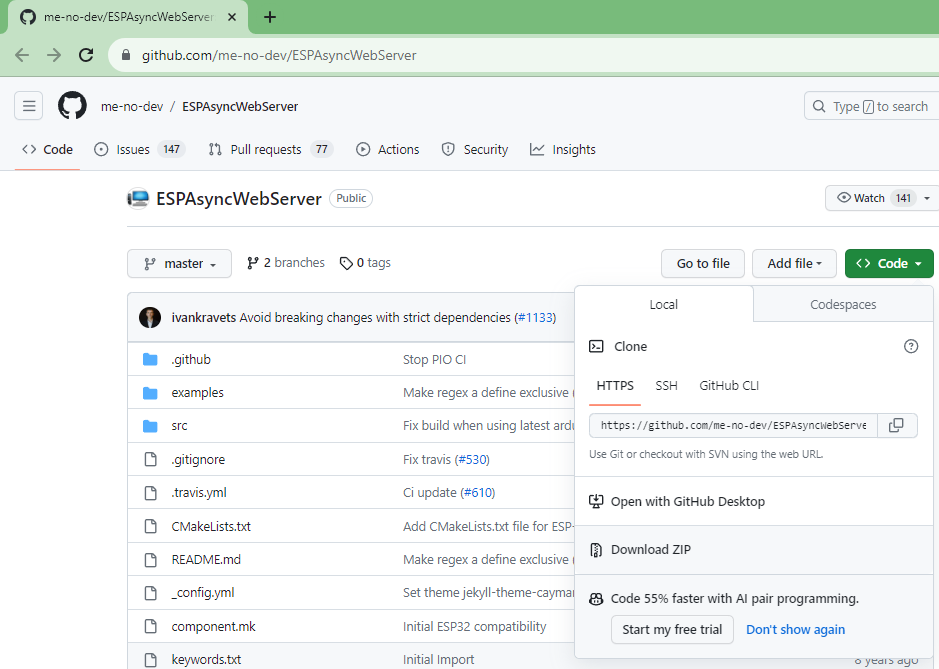 me-no-dev/ESPAsyncWebServer
github.com/me-no-dev/ESPAsyncWebServer
me-no-dev / ESPAsyncWebServer
Type / to search
Code Issues 147 Pull requests 77 Actions Security Insights
ESPAsyncWebServer Public
Watch 141
master 2 branches 0 tags
Go to file Add file Code
Local Codespaces
ivankravets Avoid breaking changes with strict dependencies (#1133)
Clone
.github Stop PIO CI
HTTPS SSH GitHub CLI
examples Make regex a define exclusive (
https://github.com/me-no-dev/ESPAsyncWebServe
src Fix build when using latest ardu
Use Git or checkout with SVN using the web URL.
.gitignore Fix travis (#530)
.travis.yml Ci update (#610)
Open with GitHub Desktop
CMakeLists.txt Add CMakeLists.txt file for ESP-
Download ZIP
README.md Make regex a define exclusive (
_config.yml Set theme jekyll-theme-cayman
Code 55% faster with AI pair programming.
component.mk Initial ESP32 compatibility
Start my free trial Don't show again
keywords.txt Initial Import
8 years ago